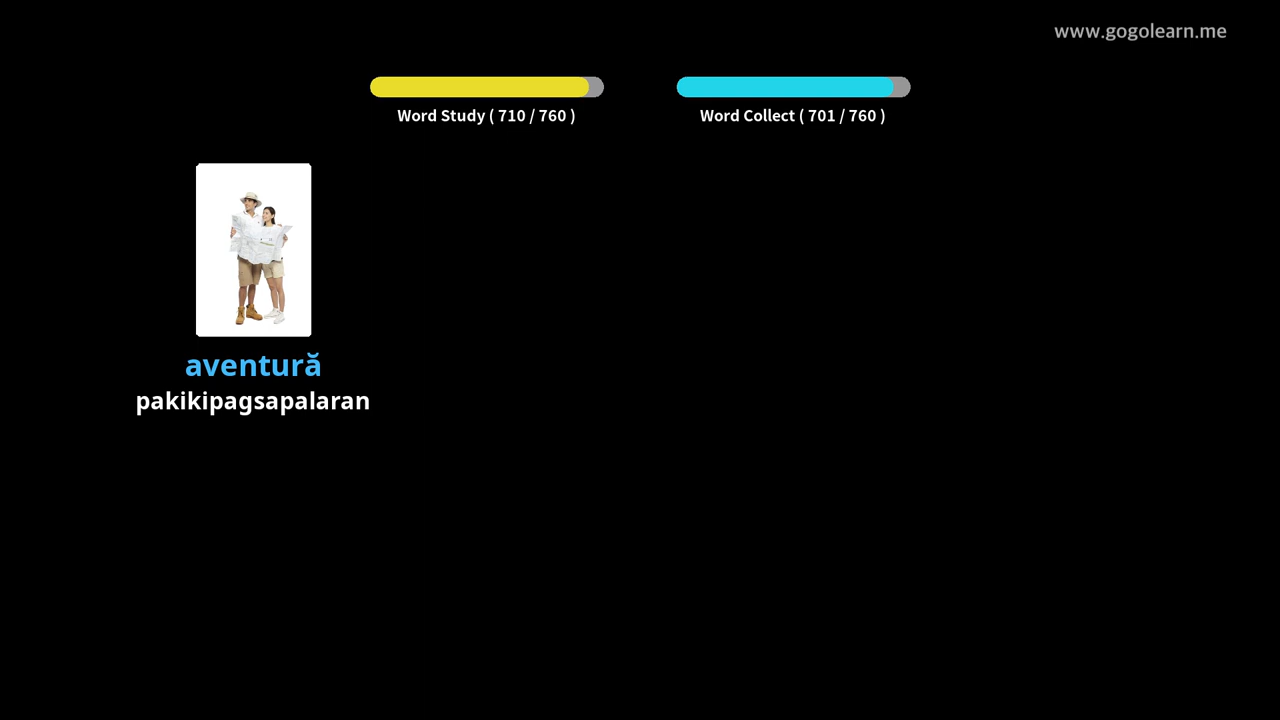 www.gogolearn.me
Word Study ( 710 / 760 )
Word Collect ( 701 / 760 )
aventură
pakikipagsapalaran